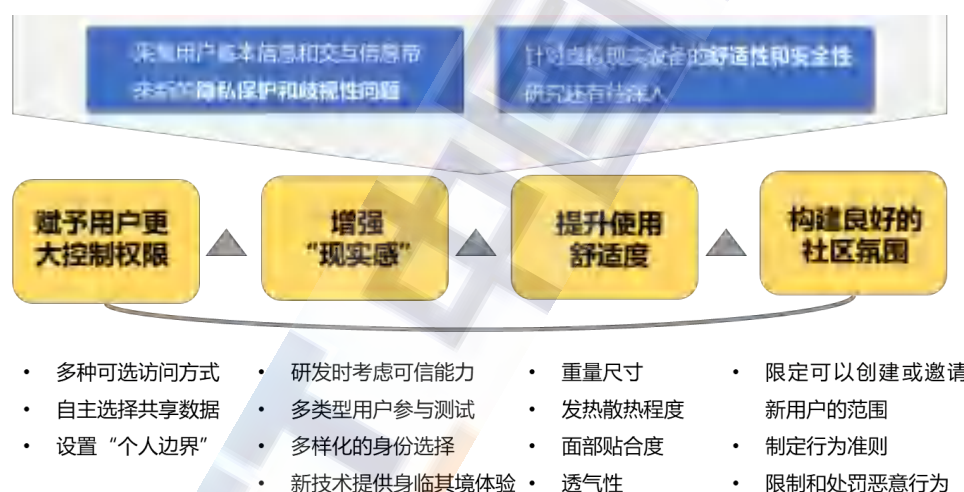 采集用户基本信息和交互信息带
来新的隐私保护和歧视性问题
针对虚拟现实设备的舒适性和安全性
研究还有待深入
赋予用户更
大控制权限
增强
“现实感”
提升使用
舒适度
构建良好的
社区氛围
• 多种可选访问方式
• 自主选择共享数据
• 设置“个人边界”
• 研发时考虑可信能力
• 多类型用户参与测试
• 多样化的身份选择
• 新技术提供身临其境体验
• 重量尺寸
• 发热散热程度
• 面部贴合度
• 透气性
• 限定可以创建或邀请
新用户的范围
• 制定行为准则
• 限制和处罚恶意行为